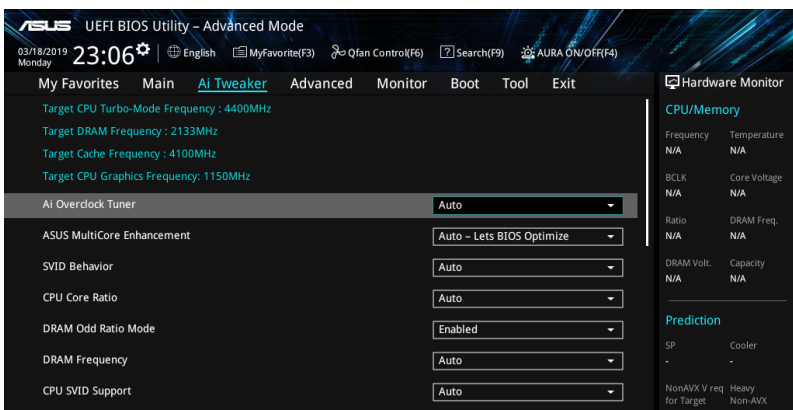 ASUS UEFI BIOS Utility – Advanced Mode
03/18/2019 Monday 23:06 English MyFavorite(F3) Qfan Control(F6) Search(F9) AURA ON/OFF(F4)
My Favorites Main Ai Tweaker Advanced Monitor Boot Tool Exit
Target CPU Turbo-Mode Frequency : 4400MHz
Target DRAM Frequency : 2133MHz
Target Cache Frequency : 4100MHz
Target CPU Graphics Frequency: 1150MHz
Ai Overclock Tuner Auto
ASUS MultiCore Enhancement Auto – Lets BIOS Optimize
SVID Behavior Auto
CPU Core Ratio Auto
DRAM Odd Ratio Mode Enabled
DRAM Frequency Auto
CPU SVID Support Auto
Hardware Monitor
CPU/Memory
Frequency Temperature
N/A N/A
BCLK Core Voltage
N/A N/A
Ratio DRAM Freq.
N/A N/A
DRAM Volt. Capacity
N/A N/A
Prediction
SP Cooler
- -
NonAVX V req Heavy
for Target Non-AVX